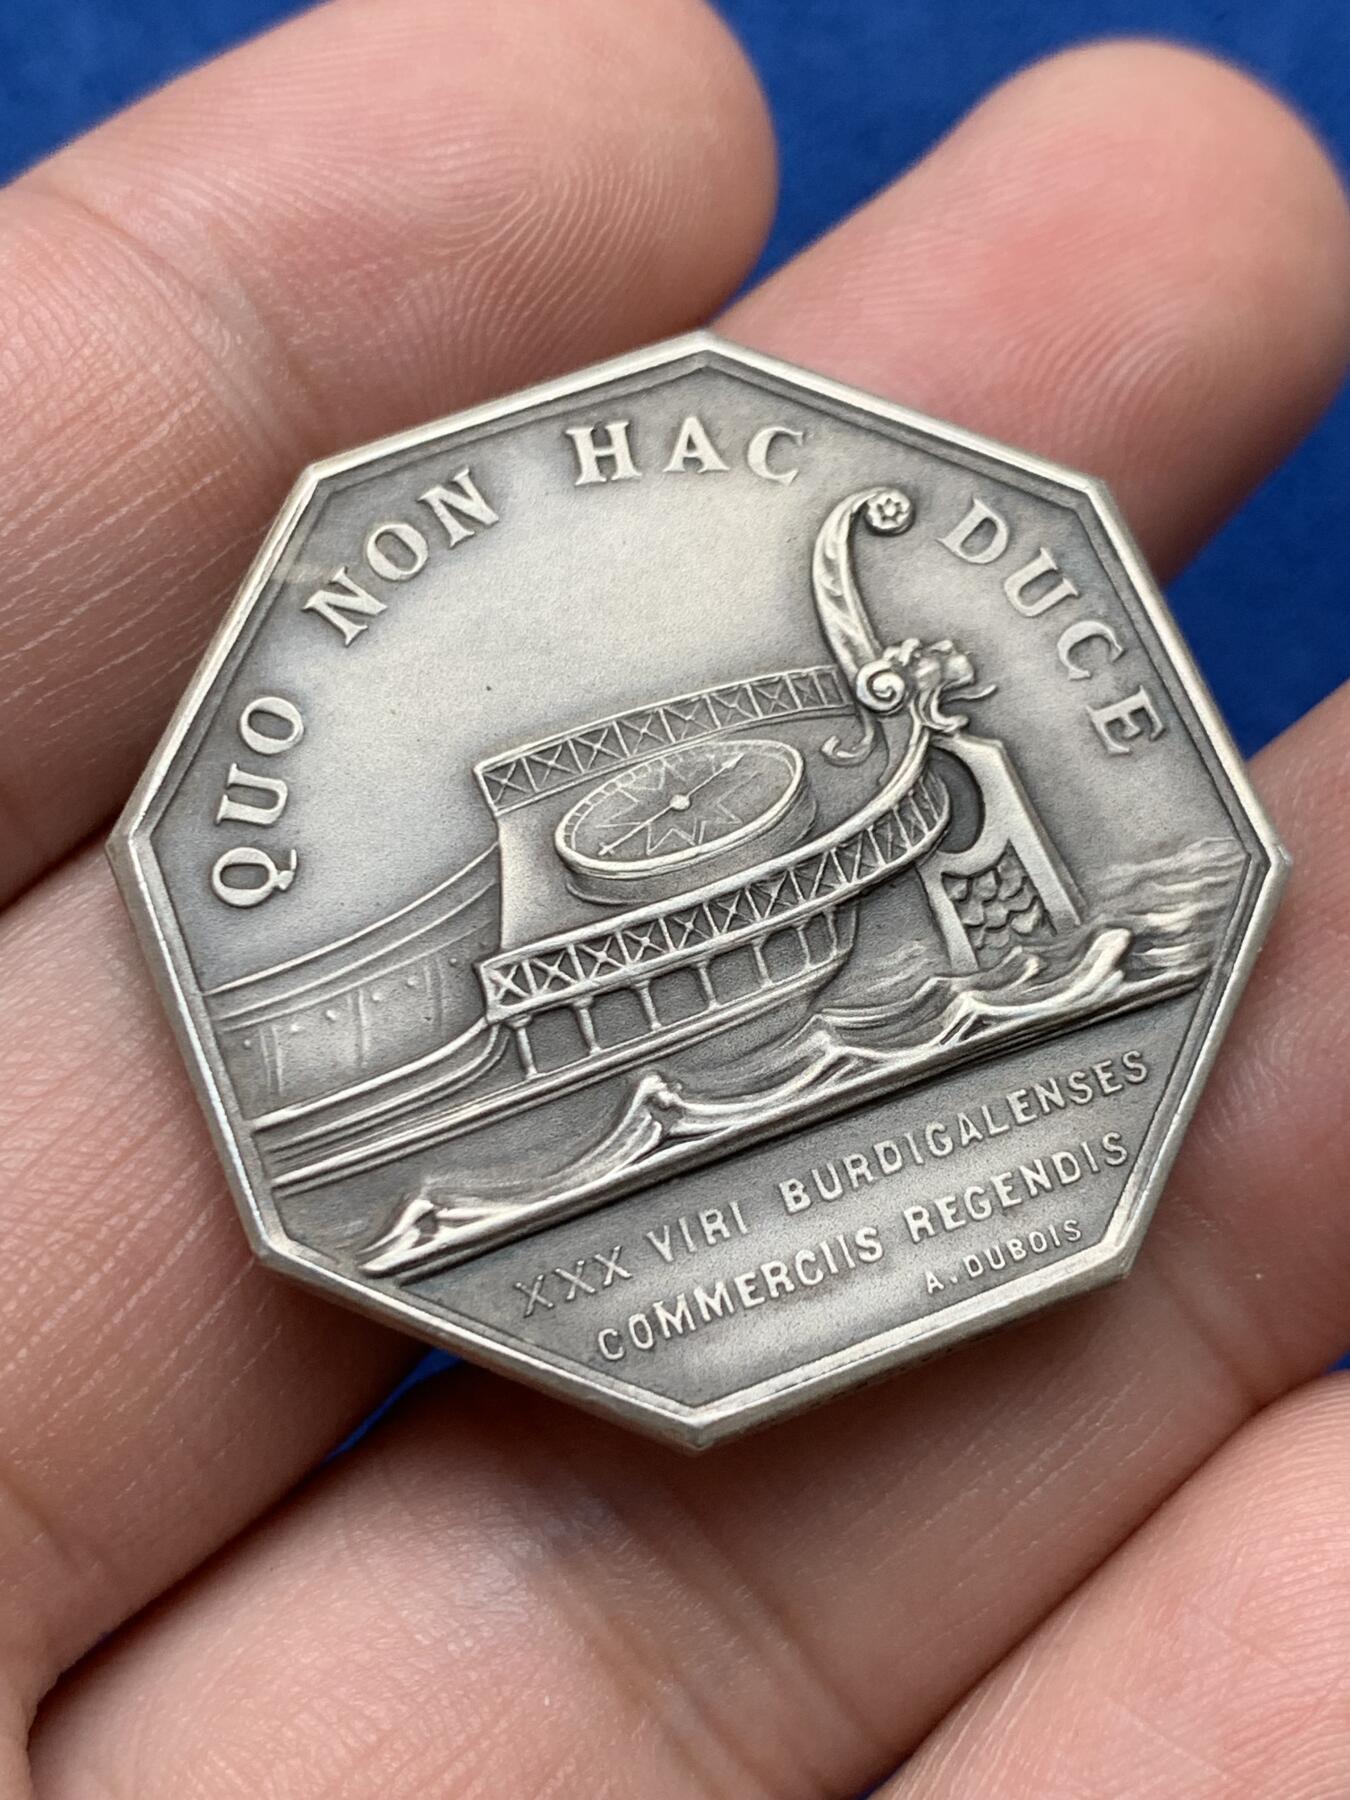 QUO NON HAC DUCE
XXX VIRI BURDIGALENSES
COMMERCIIS REGENDIS
A. DUBOIS